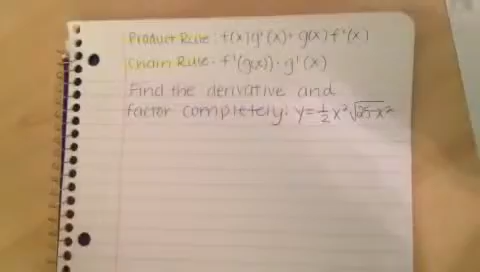 Product Rule: f(x)g'(x)+g(x)f'(x)
Chain Rule: f'(g(x))·g'(x)
Find the derivative and
factor completely. y=½x²√25-x²